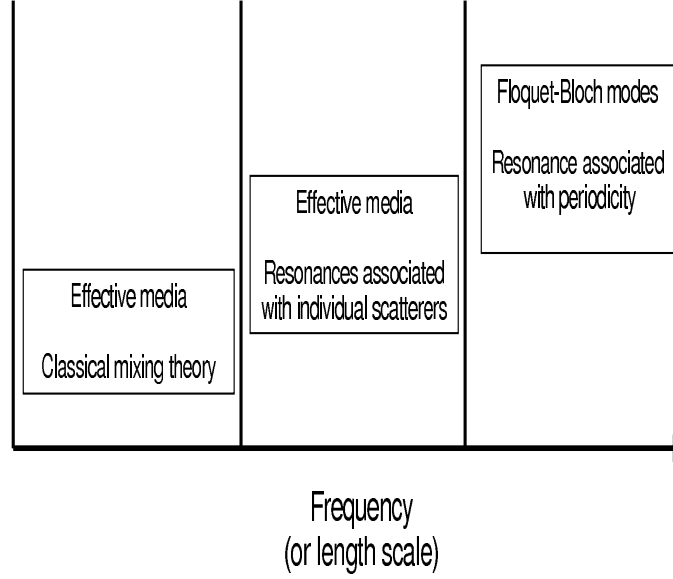 Floquet-Bloch modes
Resonance associated
with periodicity
Effective media
Resonances associated
with individual scatterers
Effective media
Classical mixing theory
Frequency
(or length scale)